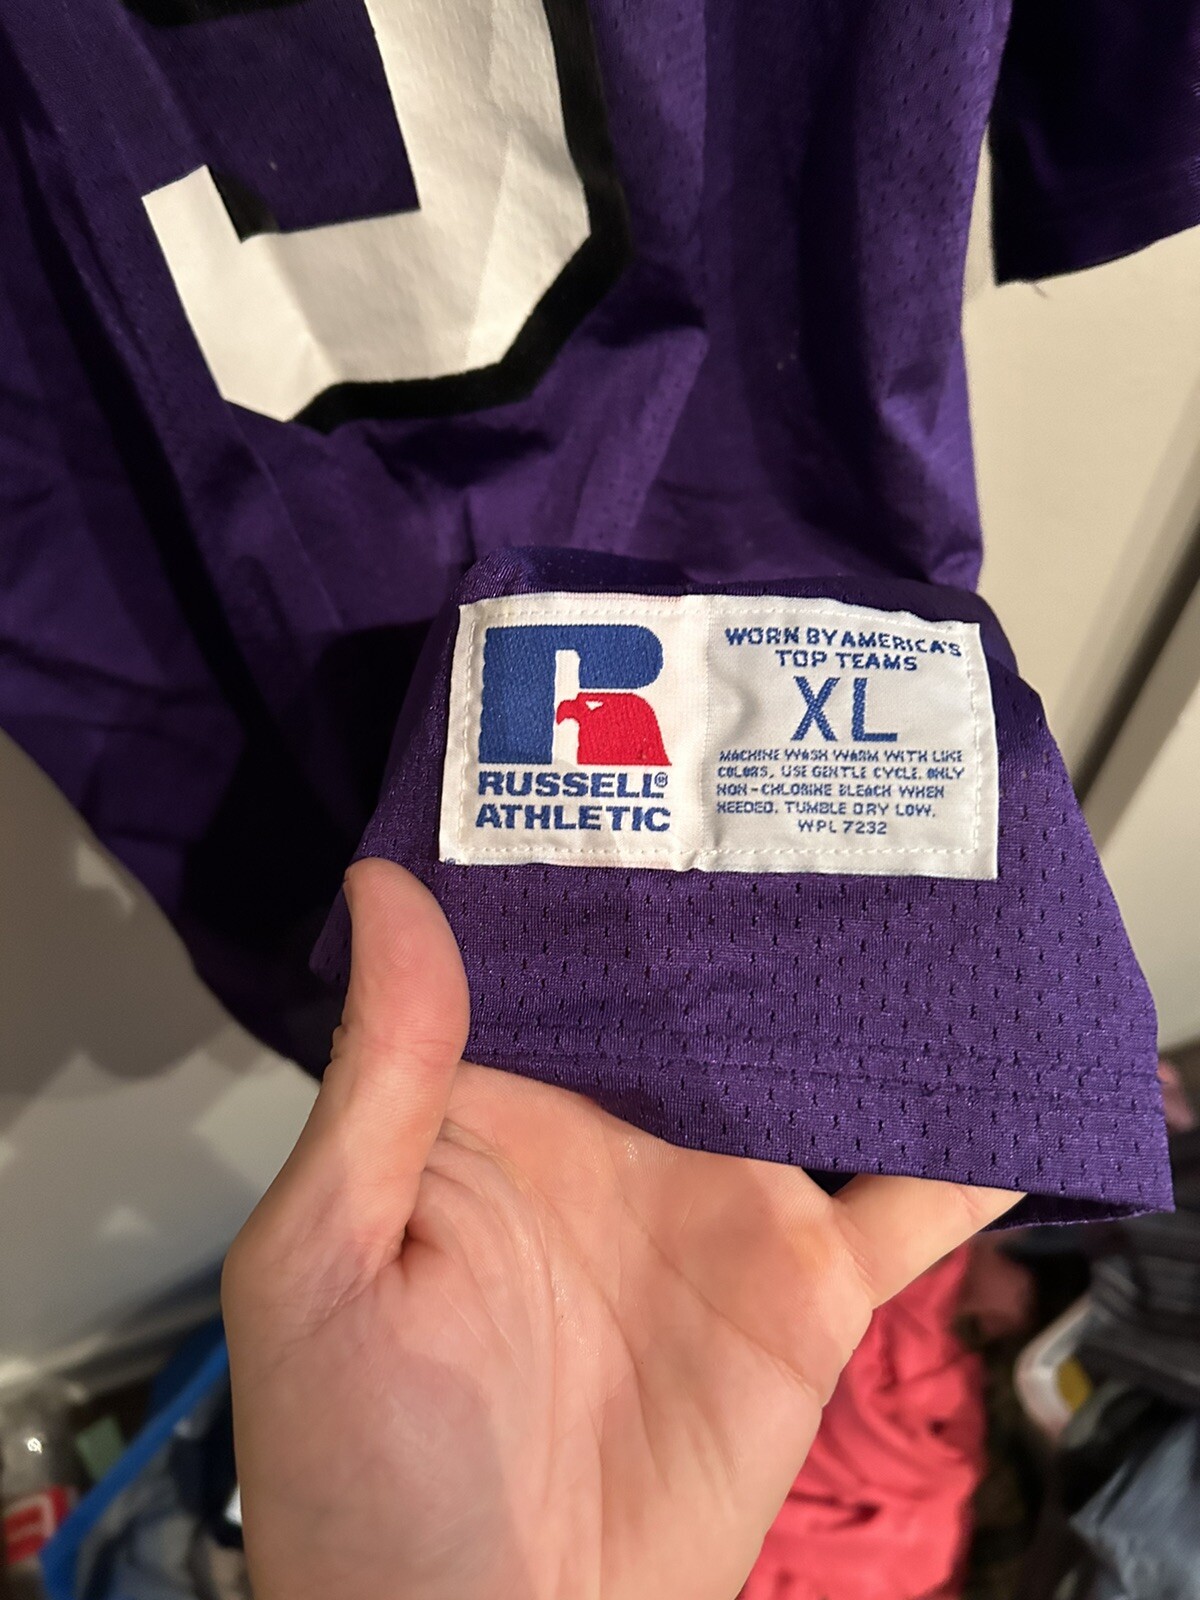 RUSSELL®
ATHLETIC
WORN BY AMERICA'S
TOP TEAMS
XL
MACHINE WASH WARM WITH LIKE
COLORS, USE GENTLE CYCLE. ONLY
NON-CHLORINE BLEACH WHEN
NEEDED. TUMBLE DRY LOW.
WPL 7232